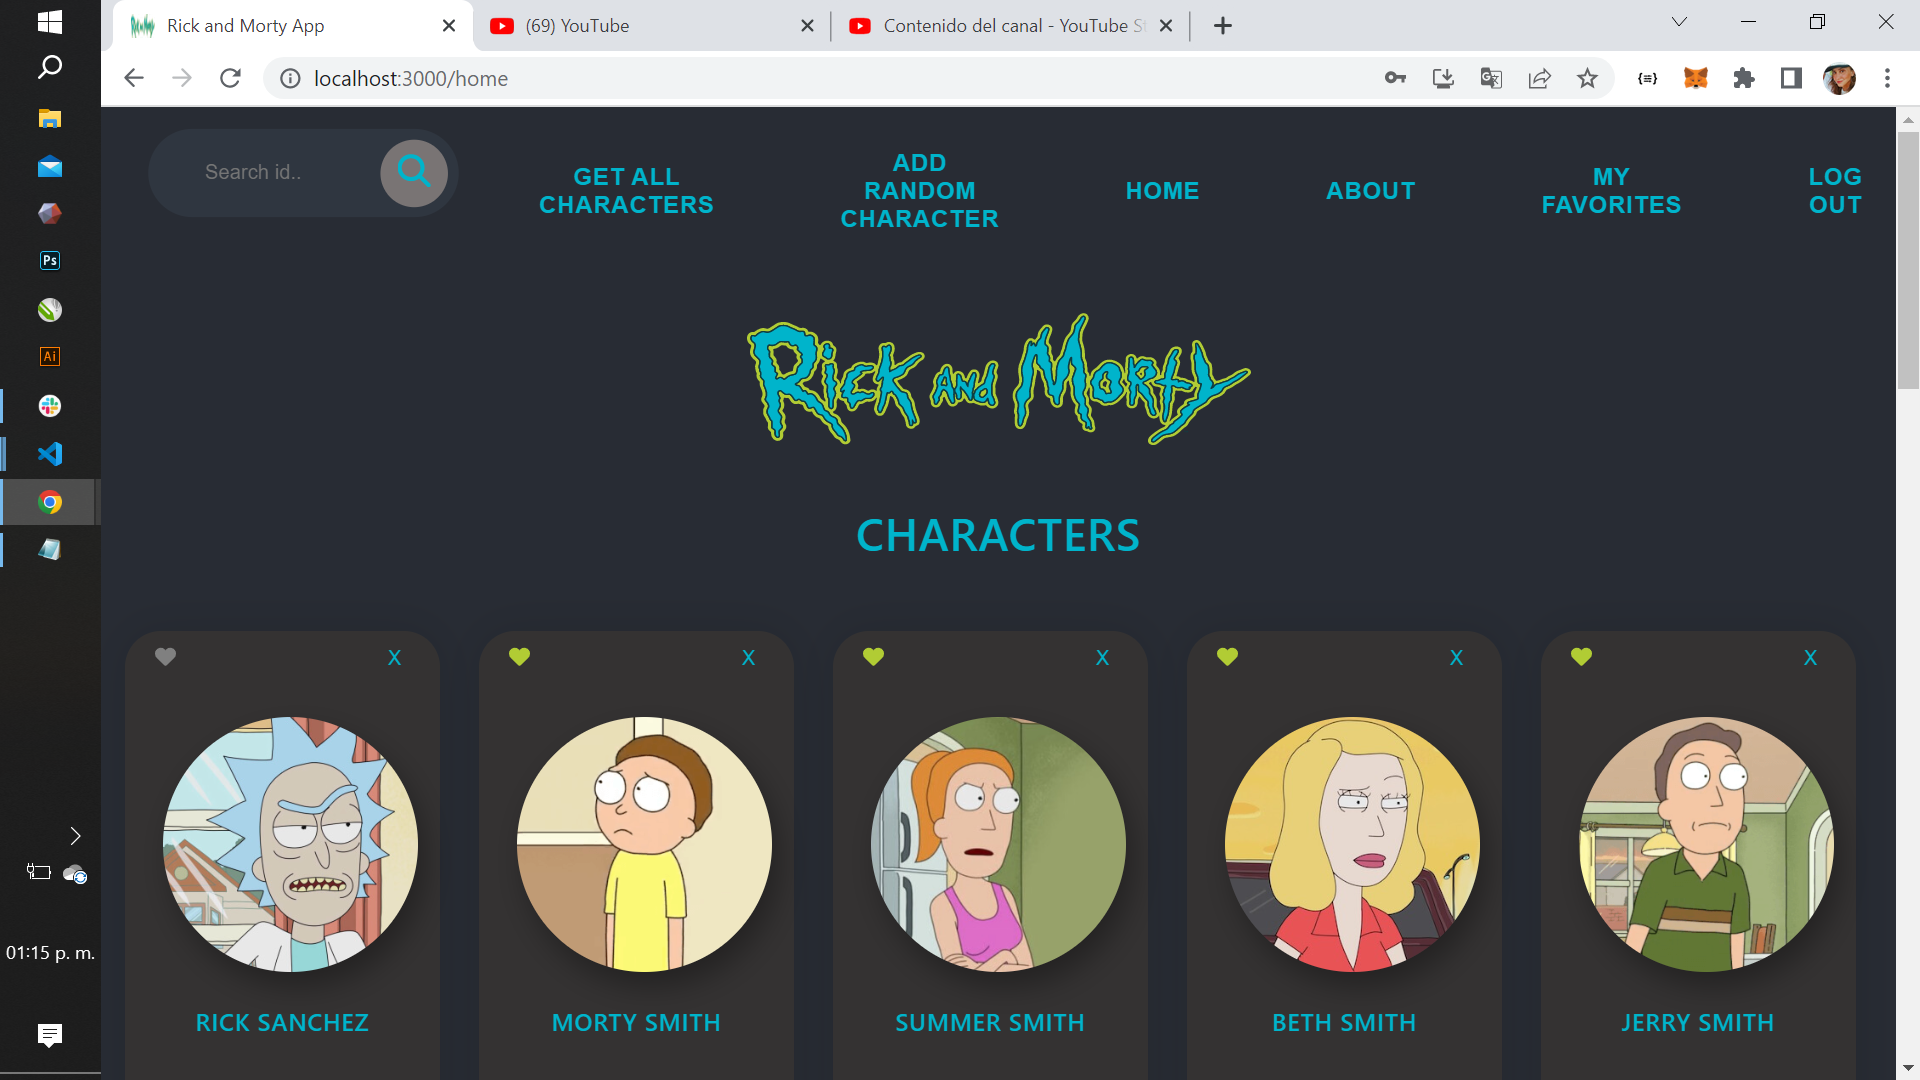 Rick and Morty App
(69) YouTube
Contenido del canal - YouTube St
localhost:3000/home
Search id..
GET ALL
CHARACTERS
ADD
RANDOM
CHARACTER
HOME
ABOUT
MY
FAVORITES
LOG
OUT
Rick and Morty
CHARACTERS
X
X
X
X
X
RICK SANCHEZ
MORTY SMITH
SUMMER SMITH
BETH SMITH
JERRY SMITH
Ps
Ai
01:15 p. m.